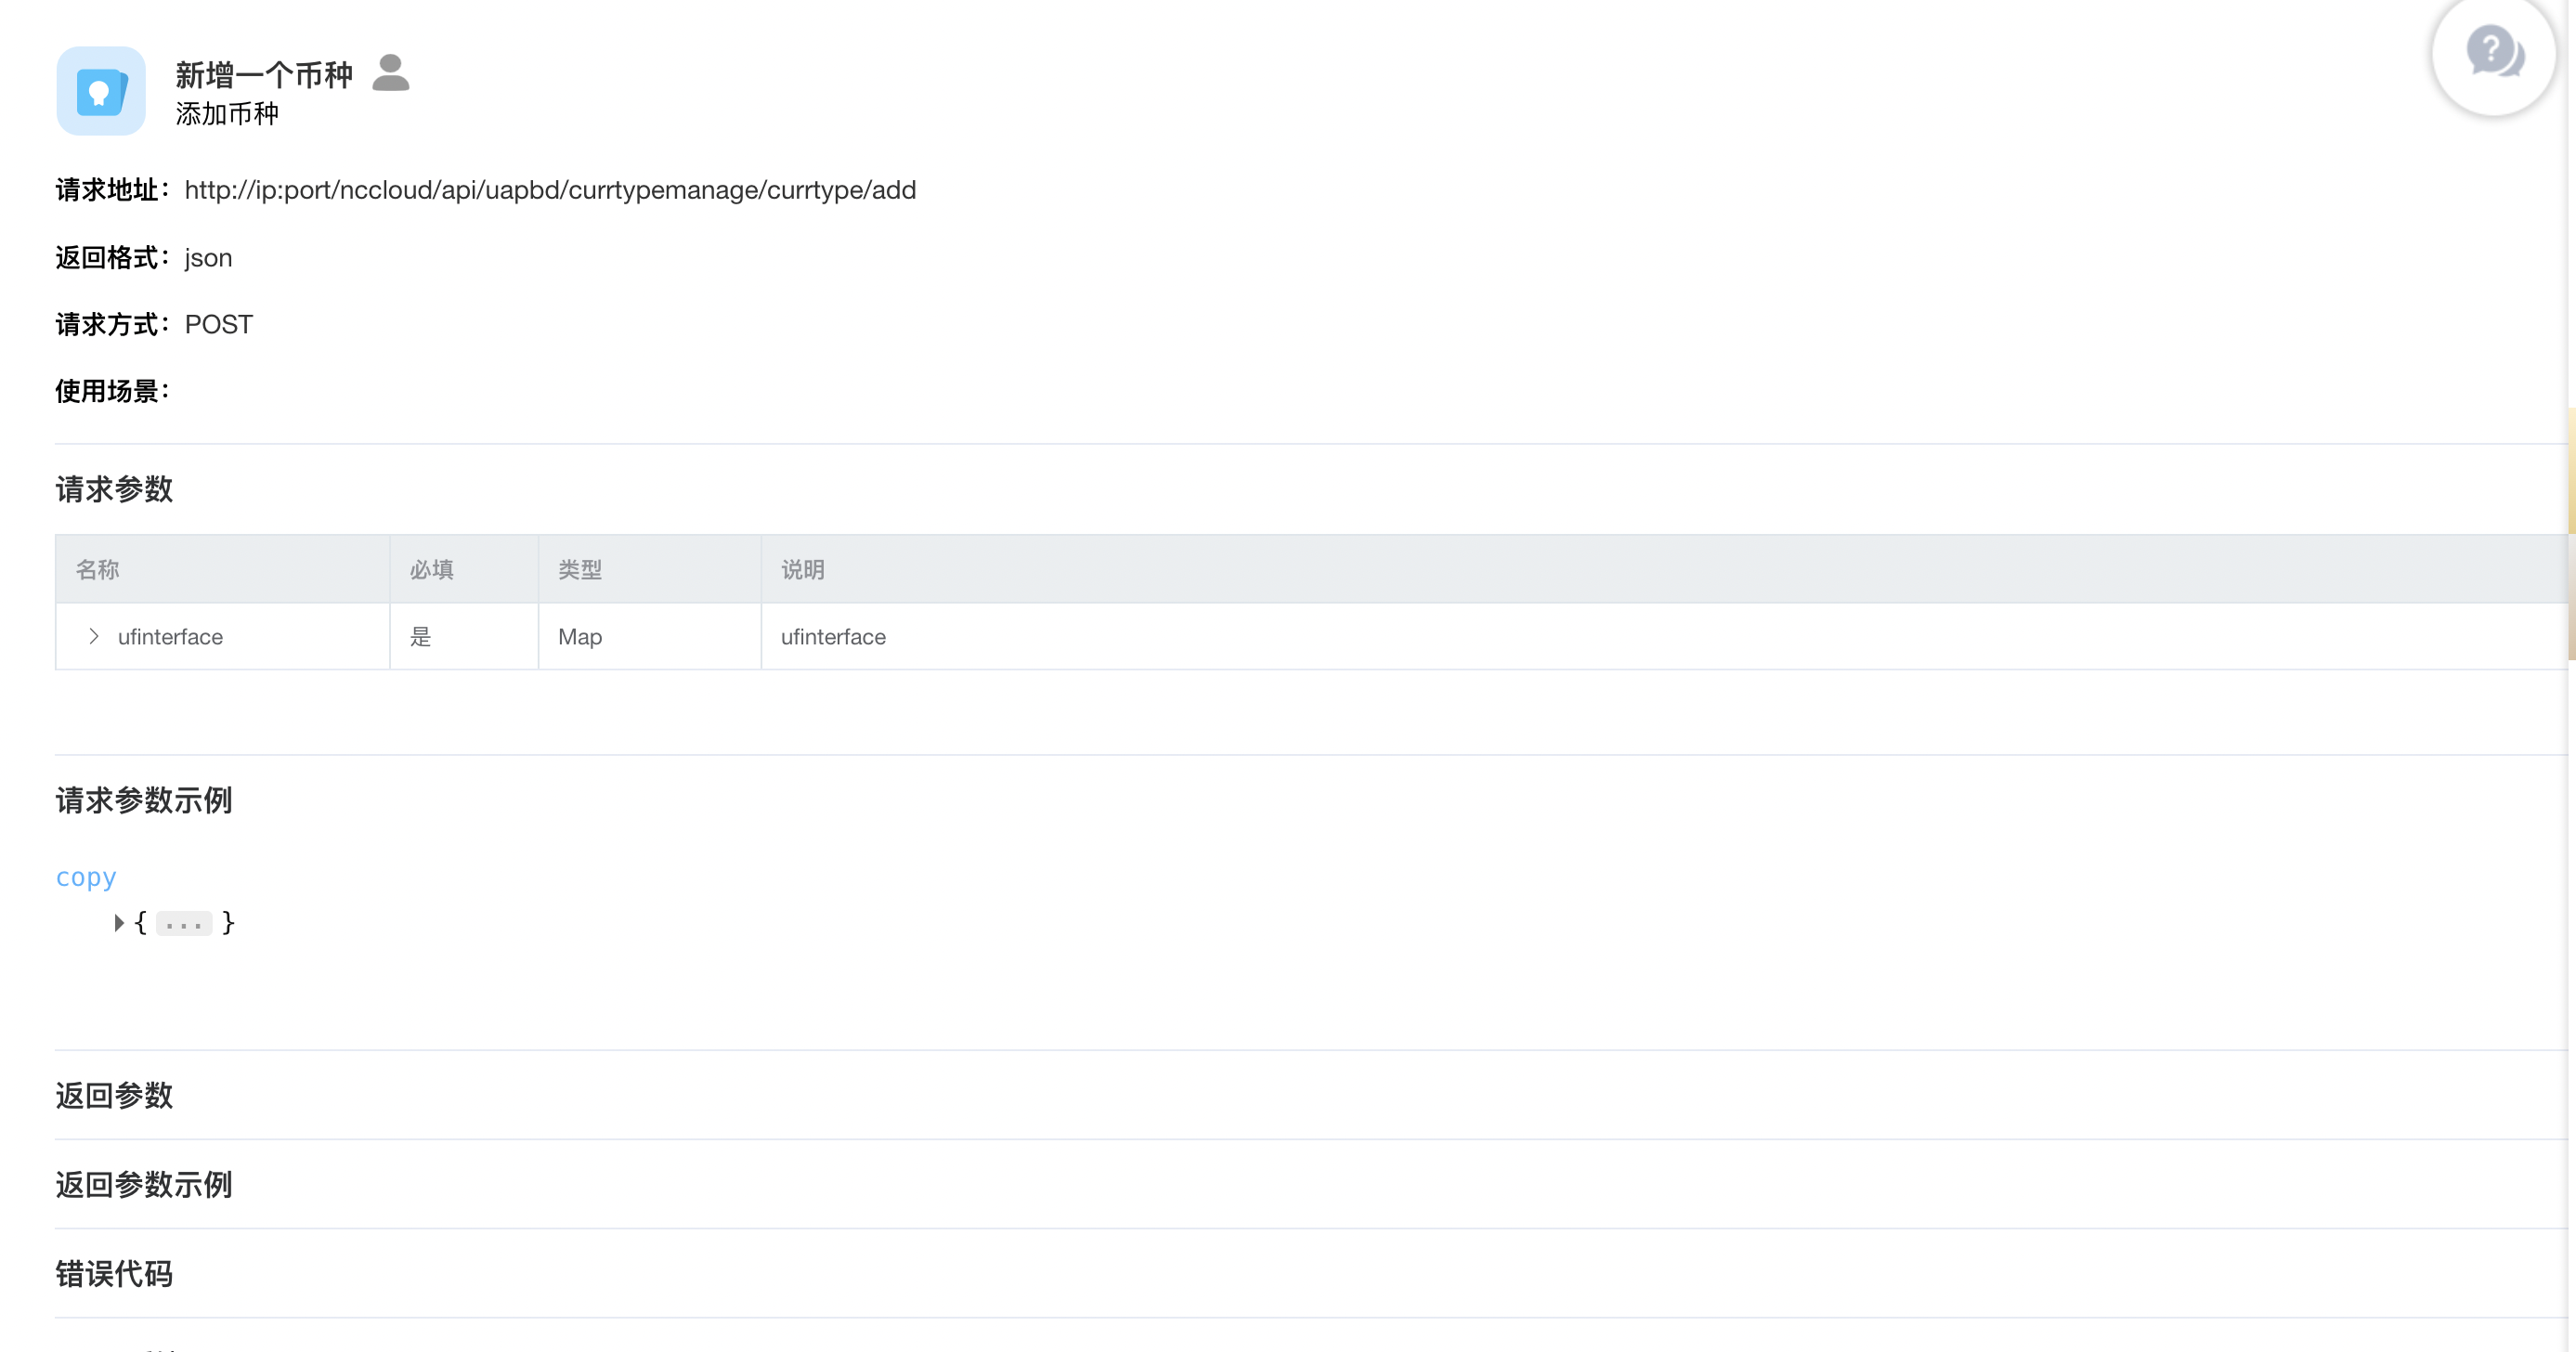 新增一个币种
添加币种
请求地址：http://ip:port/nccloud/api/uapbd/currtypemanage/currtype/add
返回格式：json
请求方式：POST
使用场景：
请求参数
名称 必填 类型 说明
ufinterface 是 Map ufinterface
请求参数示例
copy
{ ... }
返回参数
返回参数示例
错误代码